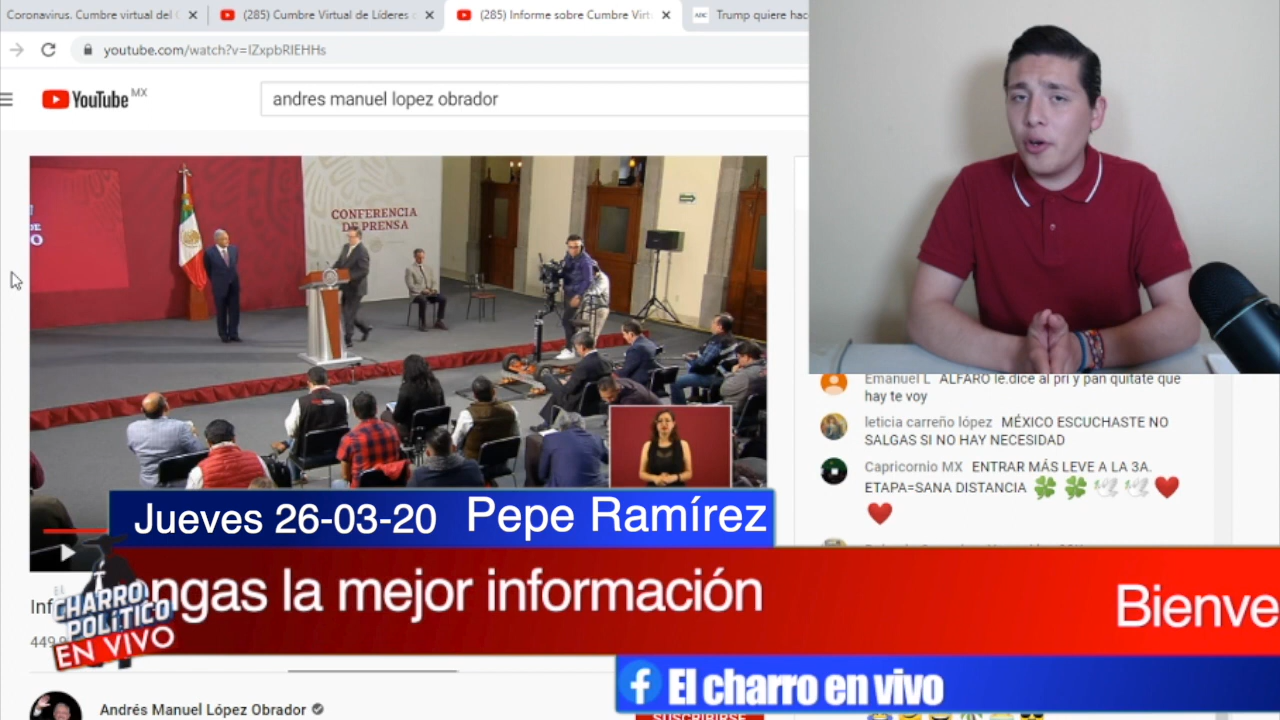 Coronavirus. Cumbre virtual del
(285) Cumbre Virtual de Líderes
(285) Informe sobre Cumbre Virt
Trump quiere hac
youtube.com/watch?v=IZxpbRlEHHs
YouTube MX
andres manuel lopez obrador
CONFERENCIA
DE PRENSA
Emanuel L ALFARO le.dice al pri y pan quitate que
hay te voy
leticia carreño lópez MÉXICO ESCUCHASTE NO
SALGAS SI NO HAY NECESIDAD
Capricornio MX ENTRAR MÁS LEVE A LA 3A.
ETAPA=SANA DISTANCIA
Jueves 26-03-20 Pepe Ramírez
ngas la mejor información
Bienve
Inf
EL
CHARRO
POLÍTICO
EN VIVO
449
El charro en vivo
Andrés Manuel López Obrador
SUSCRIBIRSE